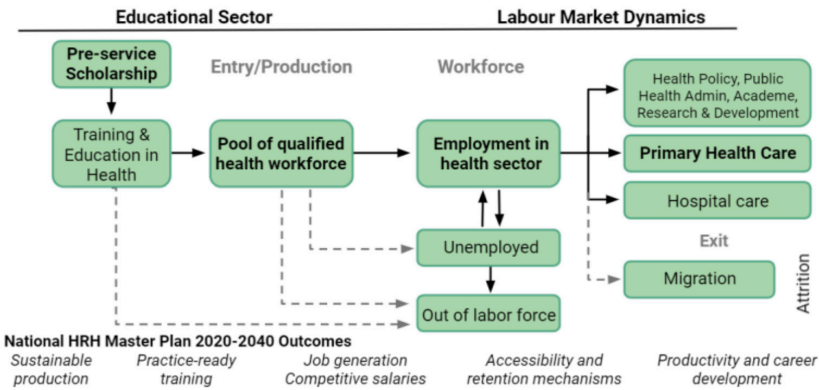 Educational Sector
Labour Market Dynamics
Pre-service
Scholarship
Entry/Production
Workforce
Health Policy, Public
Health Admin, Academe,
Research & Development
Training &
Education in
Health
Pool of qualified
health workforce
Employment in
health sector
Primary Health Care
Hospital care
Unemployed
Exit
Migration
Attrition
Out of labor force
National HRH Master Plan 2020-2040 Outcomes
Sustainable
production
Practice-ready
training
Job generation
Competitive salaries
Accessibility and
retention mechanisms
Productivity and career
development